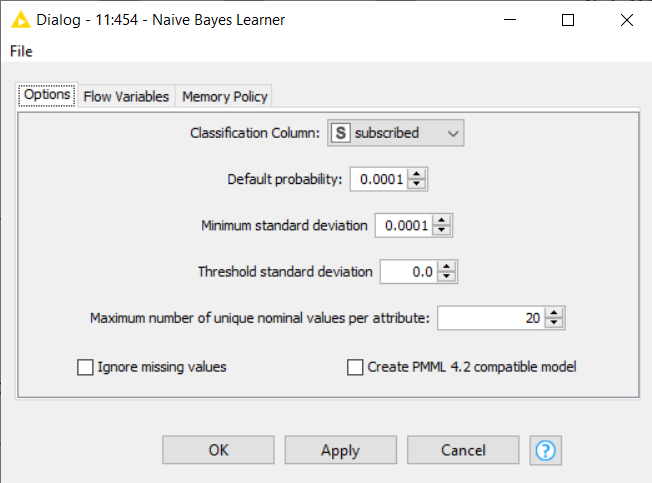 Dialog - 11:454 - Naive Bayes Learner
File
Options Flow Variables Memory Policy
Classification Column: S subscribed
Default probability: 0.0001
Minimum standard deviation 0.0001
Threshold standard deviation 0.0
Maximum number of unique nominal values per attribute: 20
Ignore missing values Create PMML 4.2 compatible model
OK Apply Cancel ?